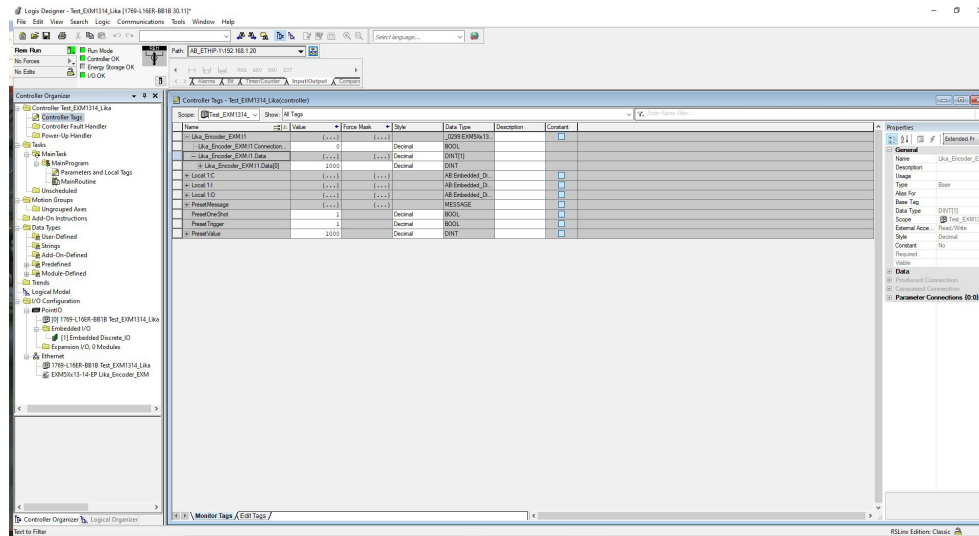 Logix Designer - Test_EXM1314_Lika [1769-L16ER-BB1B 30.11]*
File Edit View Search Logic Communications Tools Window Help
Select language...
Rem Run Run Mode
No Forces Controller OK
Energy Storage OK
No Edits I/O OK
Path: AB_ETHIP-1\192.168.1.20
Alarms Bit Timer/Counter Input/Output Compare
Controller Organizer
Controller Test_EXM1314_Lika
Controller Tags
Controller Fault Handler
Power-Up Handler
Tasks
MainTask
MainProgram
Parameters and Local Tags
MainRoutine
Unscheduled
Motion Groups
Ungrouped Axes
Add-On Instructions
Data Types
User-Defined
Strings
Add-On-Defined
Predefined
Module-Defined
Trends
Logical Model
I/O Configuration
PointIO
[0] 1769-L16ER-BB1B Test_EXM1314_Lika
Embedded I/O
[1] Embedded Discrete_IO
Expansion I/O, 0 Modules
Ethernet
1769-L16ER-BB1B Test_EXM1314_Lika
EXM5Xx13-14-EP Lika_Encoder_EXM
Controller Organizer Logical Organizer
Controller Tags - Test_EXM1314_Lika(controller)
Scope: Test_EXM1314_ Show: All Tags Enter Name Filter...
Name Value Force Mask Style Data Type Description Constant
Lika_Encoder_EXM:I1 {...} {...} _0299:EXM5Xx13...
Lika_Encoder_EXM:I1.Connection... 0 Decimal BOOL
Lika_Encoder_EXM:I1.Data {...} {...} Decimal DINT[1]
Lika_Encoder_EXM:I1.Data[0] 1000 Decimal DINT
Local:1:C {...} {...} AB:Embedded_Di...
Local:1:I {...} {...} AB:Embedded_Di...
Local:1:O {...} {...} AB:Embedded_Di...
PresetMessage {...} {...} MESSAGE
PresetOneShot 1 Decimal BOOL
PresetTrigger 1 Decimal BOOL
PresetValue 1000 Decimal DINT
Monitor Tags Edit Tags
Properties
Extended Pr
General
Name Lika_Encoder_E
Description
Usage
Type Base
Alias For
Base Tag
Data Type DINT[1]
Scope Test_EXM13
External Acce... Read/Write
Style Decimal
Constant No
Required
Visible
Data
Produced Connection
Consumed Connection
Parameter Connections {0:0}
Text to Filter
RSLinx Edition: Classic